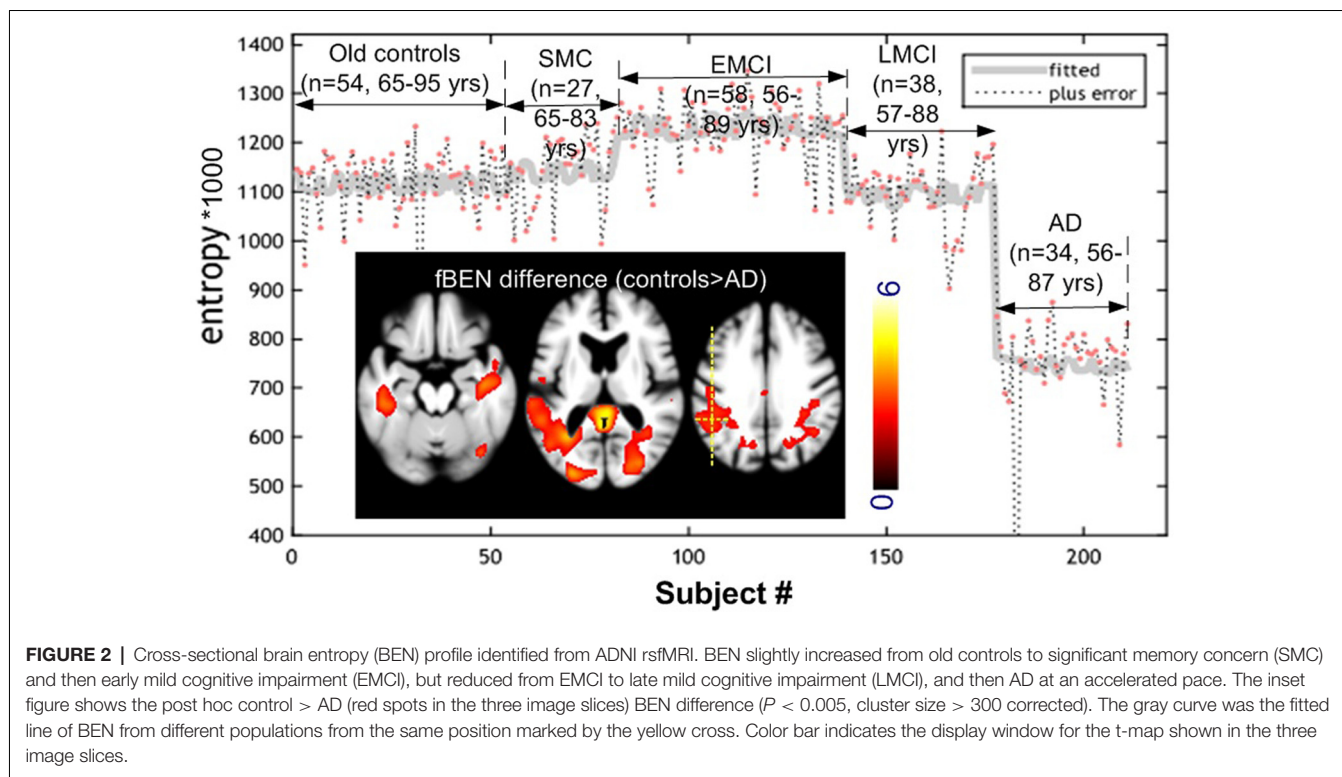 1400
1300
1200
1100
1000
900
800
700
600
500
400
entropy *1000
Old controls
(n=54, 65-95 yrs)
SMC
(n=27,
65-83
yrs)
EMCI
(n=58, 56-
89 yrs)
LMCI
(n=38,
57-88
yrs)
AD
(n=34, 56-
87 yrs)
fitted
plus error
fBEN difference (controls>AD)
6
0
0
50
100
150
200
Subject #
FIGURE 2 | Cross-sectional brain entropy (BEN) profile identified from ADNI rsfMRI. BEN slightly increased from old controls to significant memory concern (SMC)
and then early mild cognitive impairment (EMCI), but reduced from EMCI to late mild cognitive impairment (LMCI), and then AD at an accelerated pace. The inset
figure shows the post hoc control > AD (red spots in the three image slices) BEN difference (P < 0.005, cluster size > 300 corrected). The gray curve was the fitted
line of BEN from different populations from the same position marked by the yellow cross. Color bar indicates the display window for the t-map shown in the three
image slices.